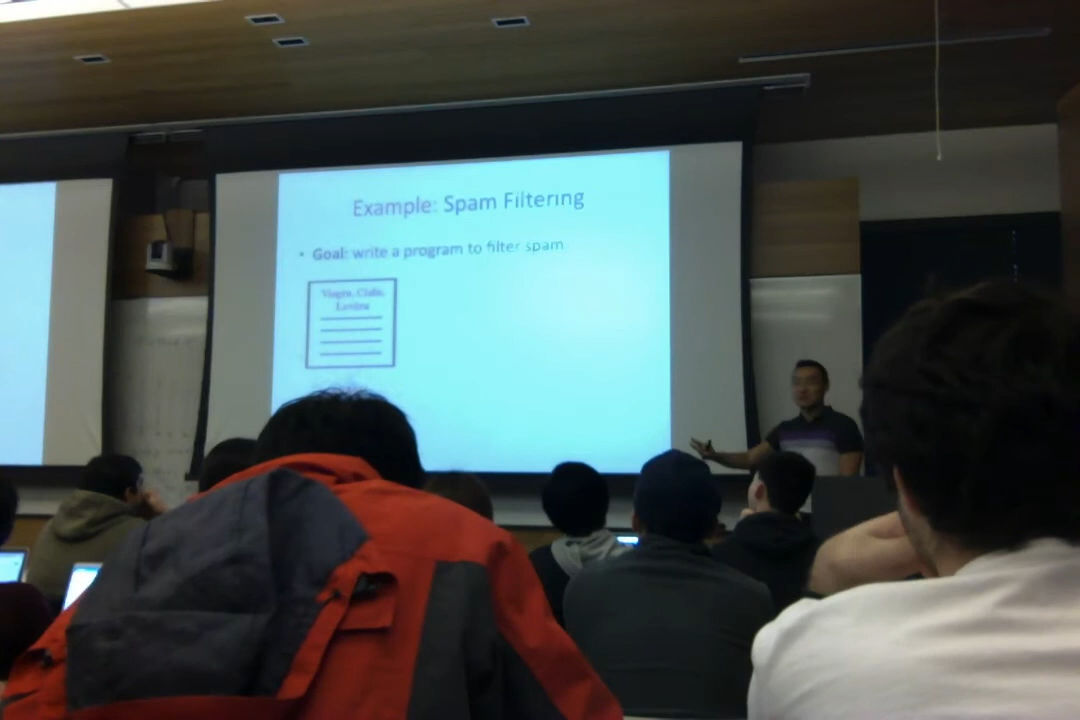 Example: Spam Filtering
• Goal: write a program to filter spam
Viagra, Cialis,
Levitra